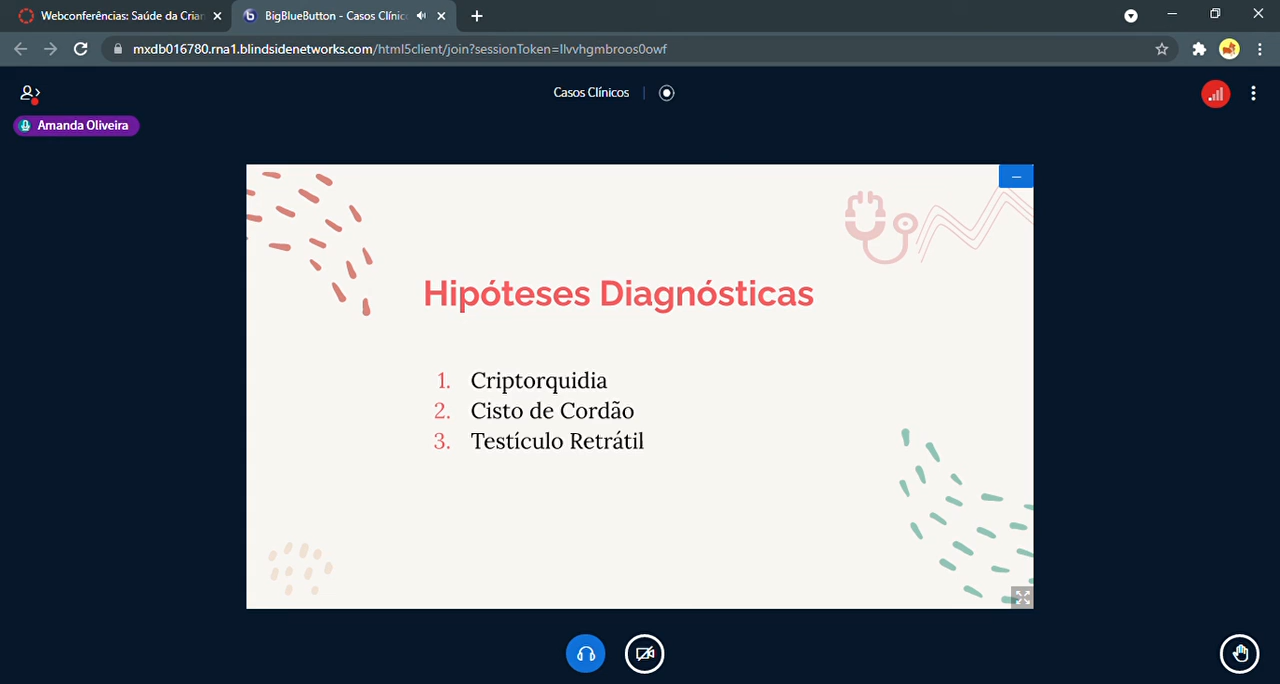 Webconferências: Saúde da Crian
BigBlueButton - Casos Clínic
mxdb016780.rna1.blindsidenetworks.com/html5client/join?sessionToken=llvvhgmbroos0owf
Casos Clínicos
Amanda Oliveira
Hipóteses Diagnósticas
1. Criptorquidia
2. Cisto de Cordão
3. Testículo Retrátil